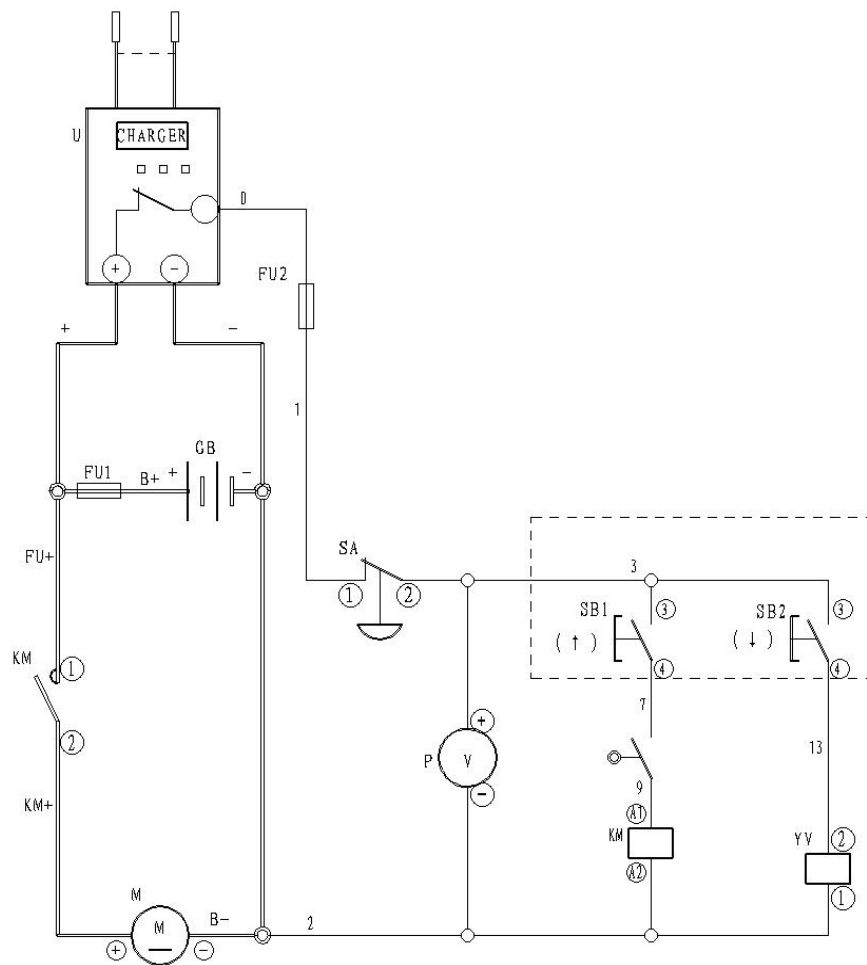 U
CHARGER
D
+ -
FU2
+ -
1
GB
FU1 B+ + -
FU+
SA
3
1 2
SB1 3 SB2 3
(↑) (↓)
KM 1
4 4
7
2
+
P V
13
-
9
KM+
A1
KM
YV 2
A2
1
M
B- 2
M
+ -